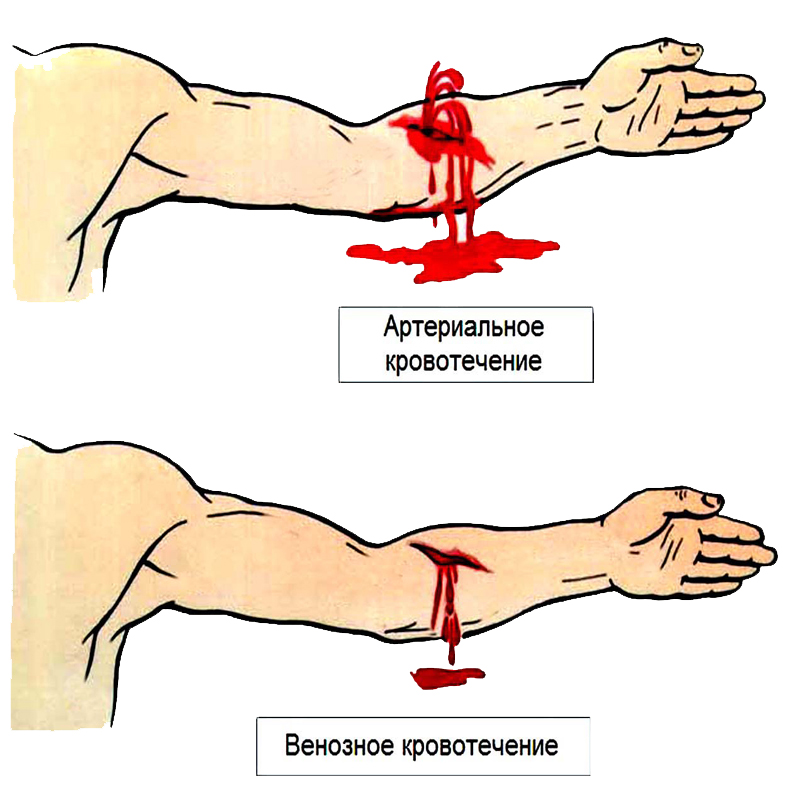 Артериальное
кровотечение
Венозное кровотечение